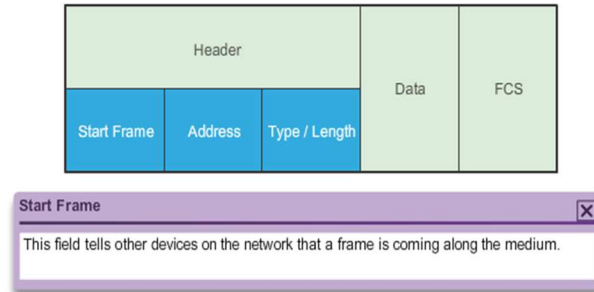 Header
Data
FCS
Start Frame
Address
Type / Length
Start Frame
This field tells other devices on the network that a frame is coming along the medium.